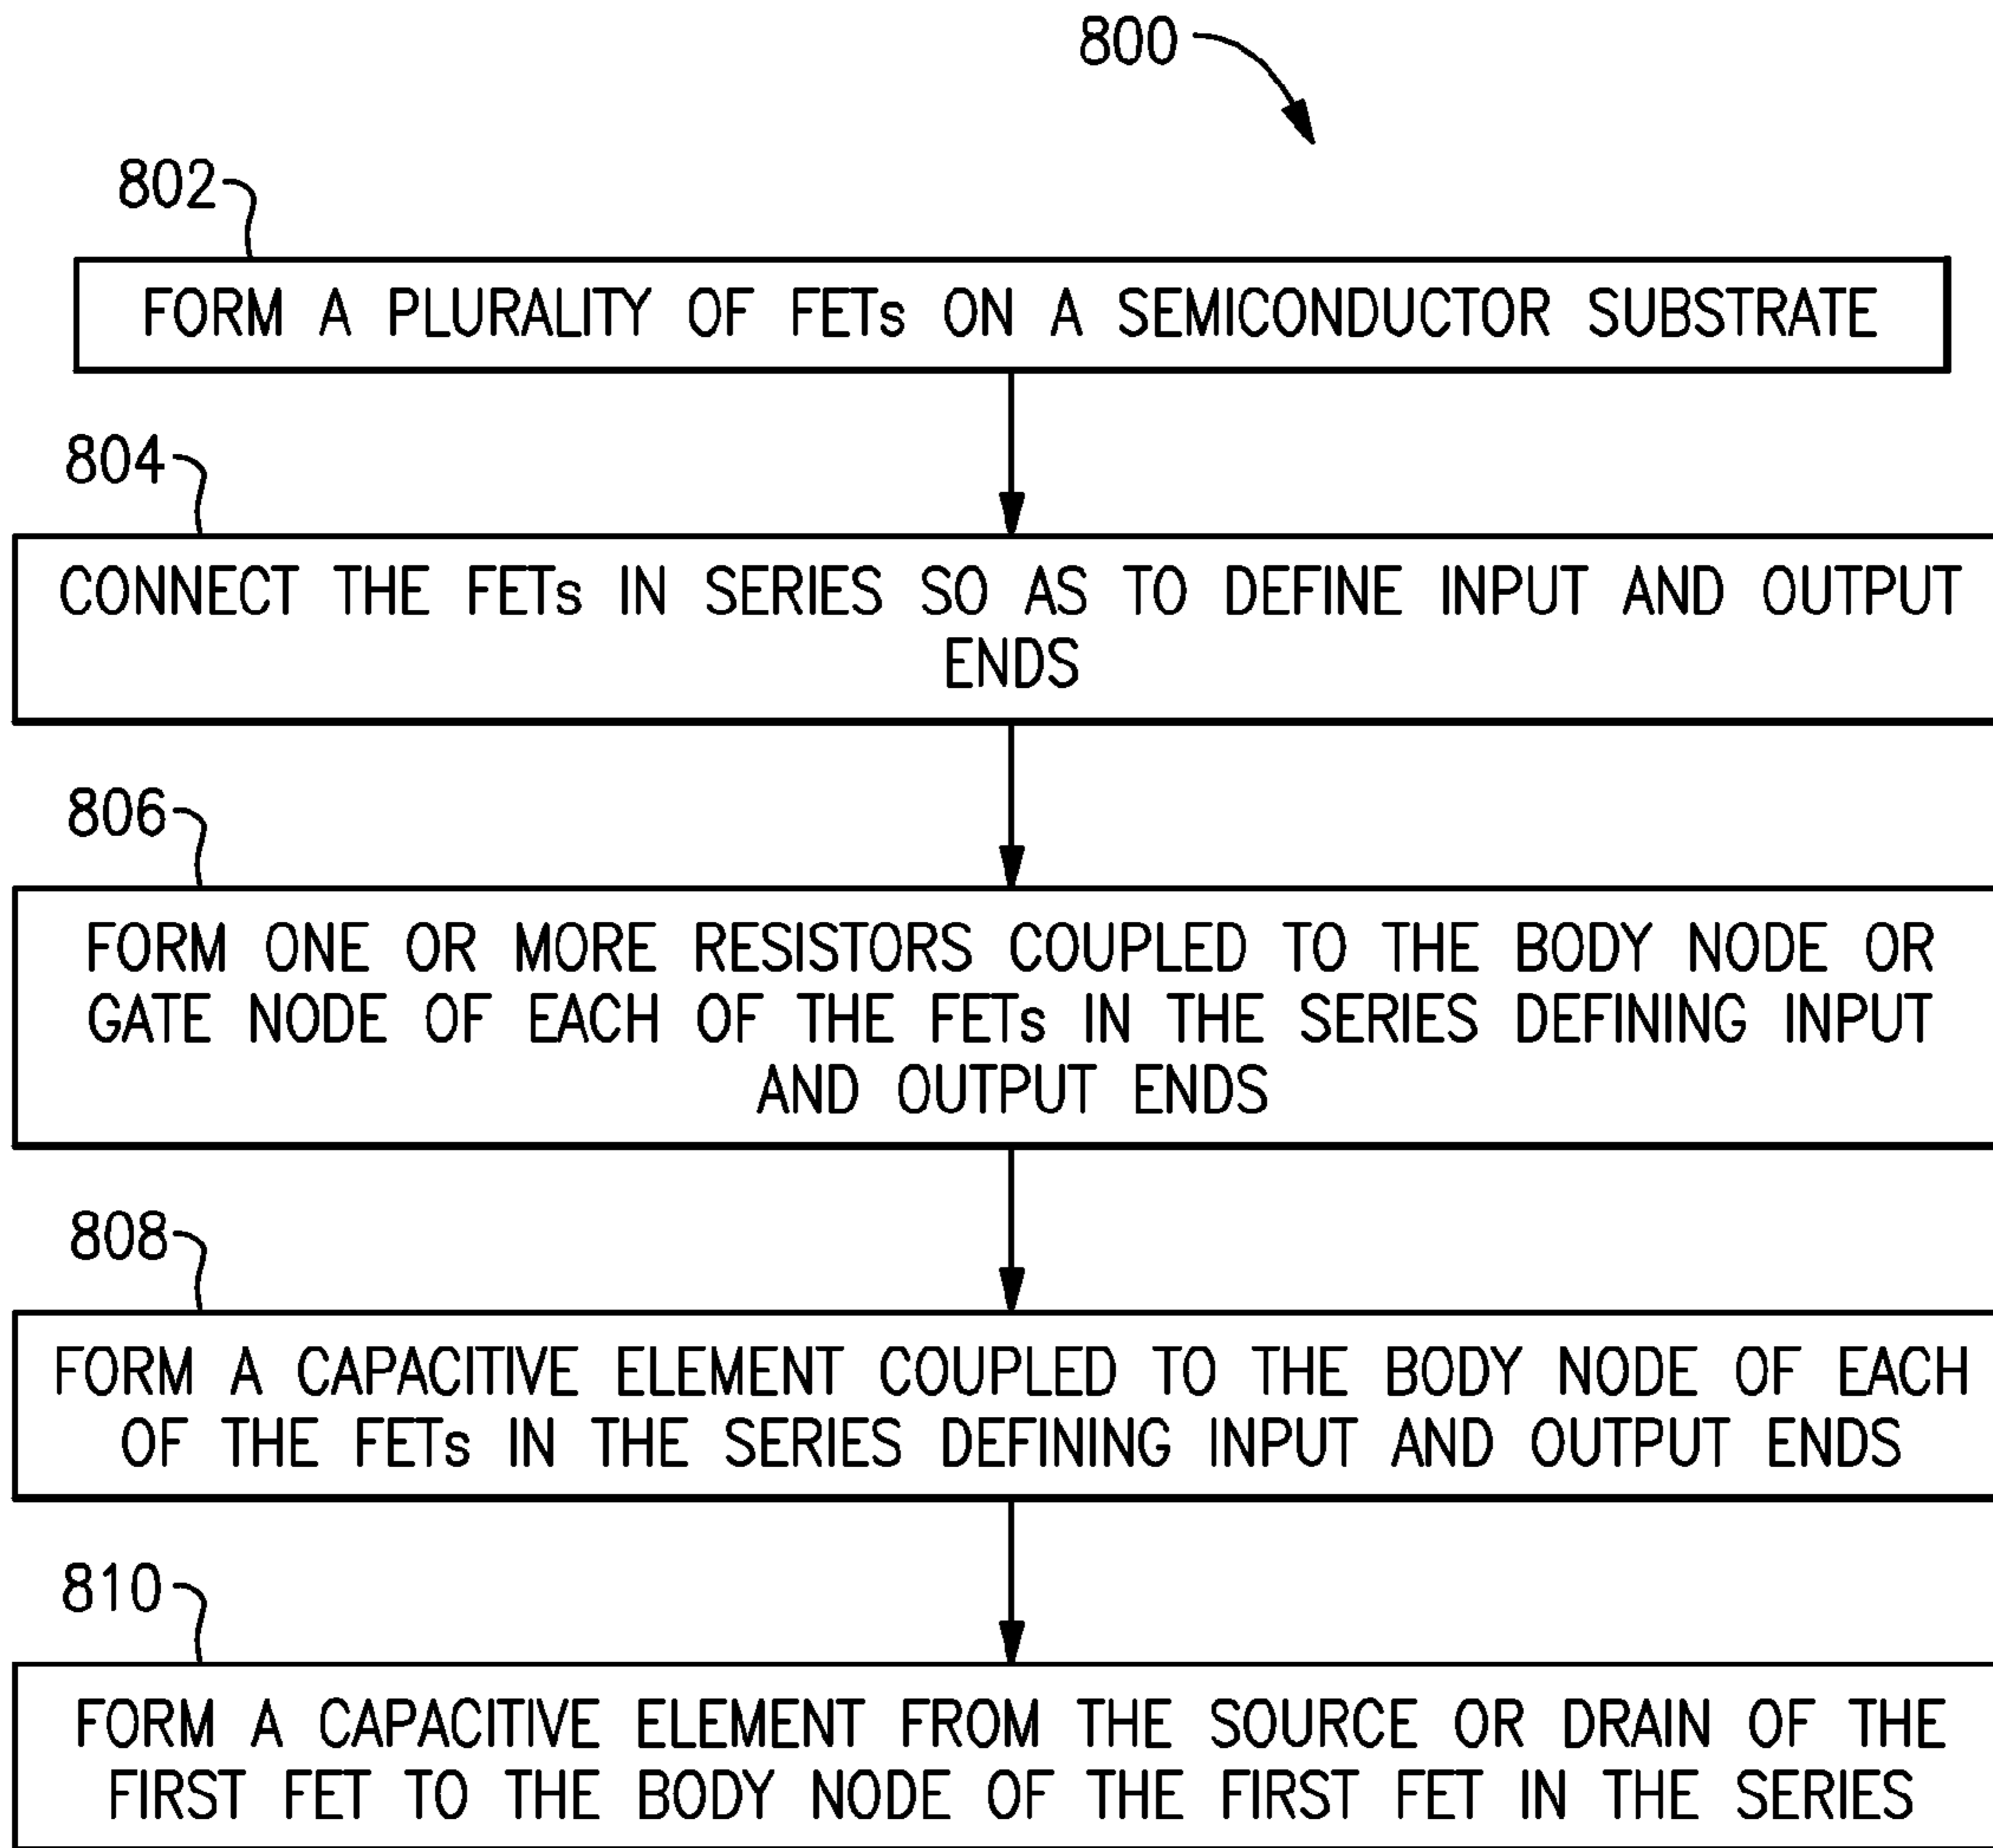 800
802
FORM A PLURALITY OF FETs ON A SEMICONDUCTOR SUBSTRATE
804
CONNECT THE FETs IN SERIES SO AS TO DEFINE INPUT AND OUTPUT
ENDS
806
FORM ONE OR MORE RESISTORS COUPLED TO THE BODY NODE OR
GATE NODE OF EACH OF THE FETs IN THE SERIES DEFINING INPUT
AND OUTPUT ENDS
808
FORM A CAPACITIVE ELEMENT COUPLED TO THE BODY NODE OF EACH
OF THE FETs IN THE SERIES DEFINING INPUT AND OUTPUT ENDS
810
FORM A CAPACITIVE ELEMENT FROM THE SOURCE OR DRAIN OF THE
FIRST FET TO THE BODY NODE OF THE FIRST FET IN THE SERIES